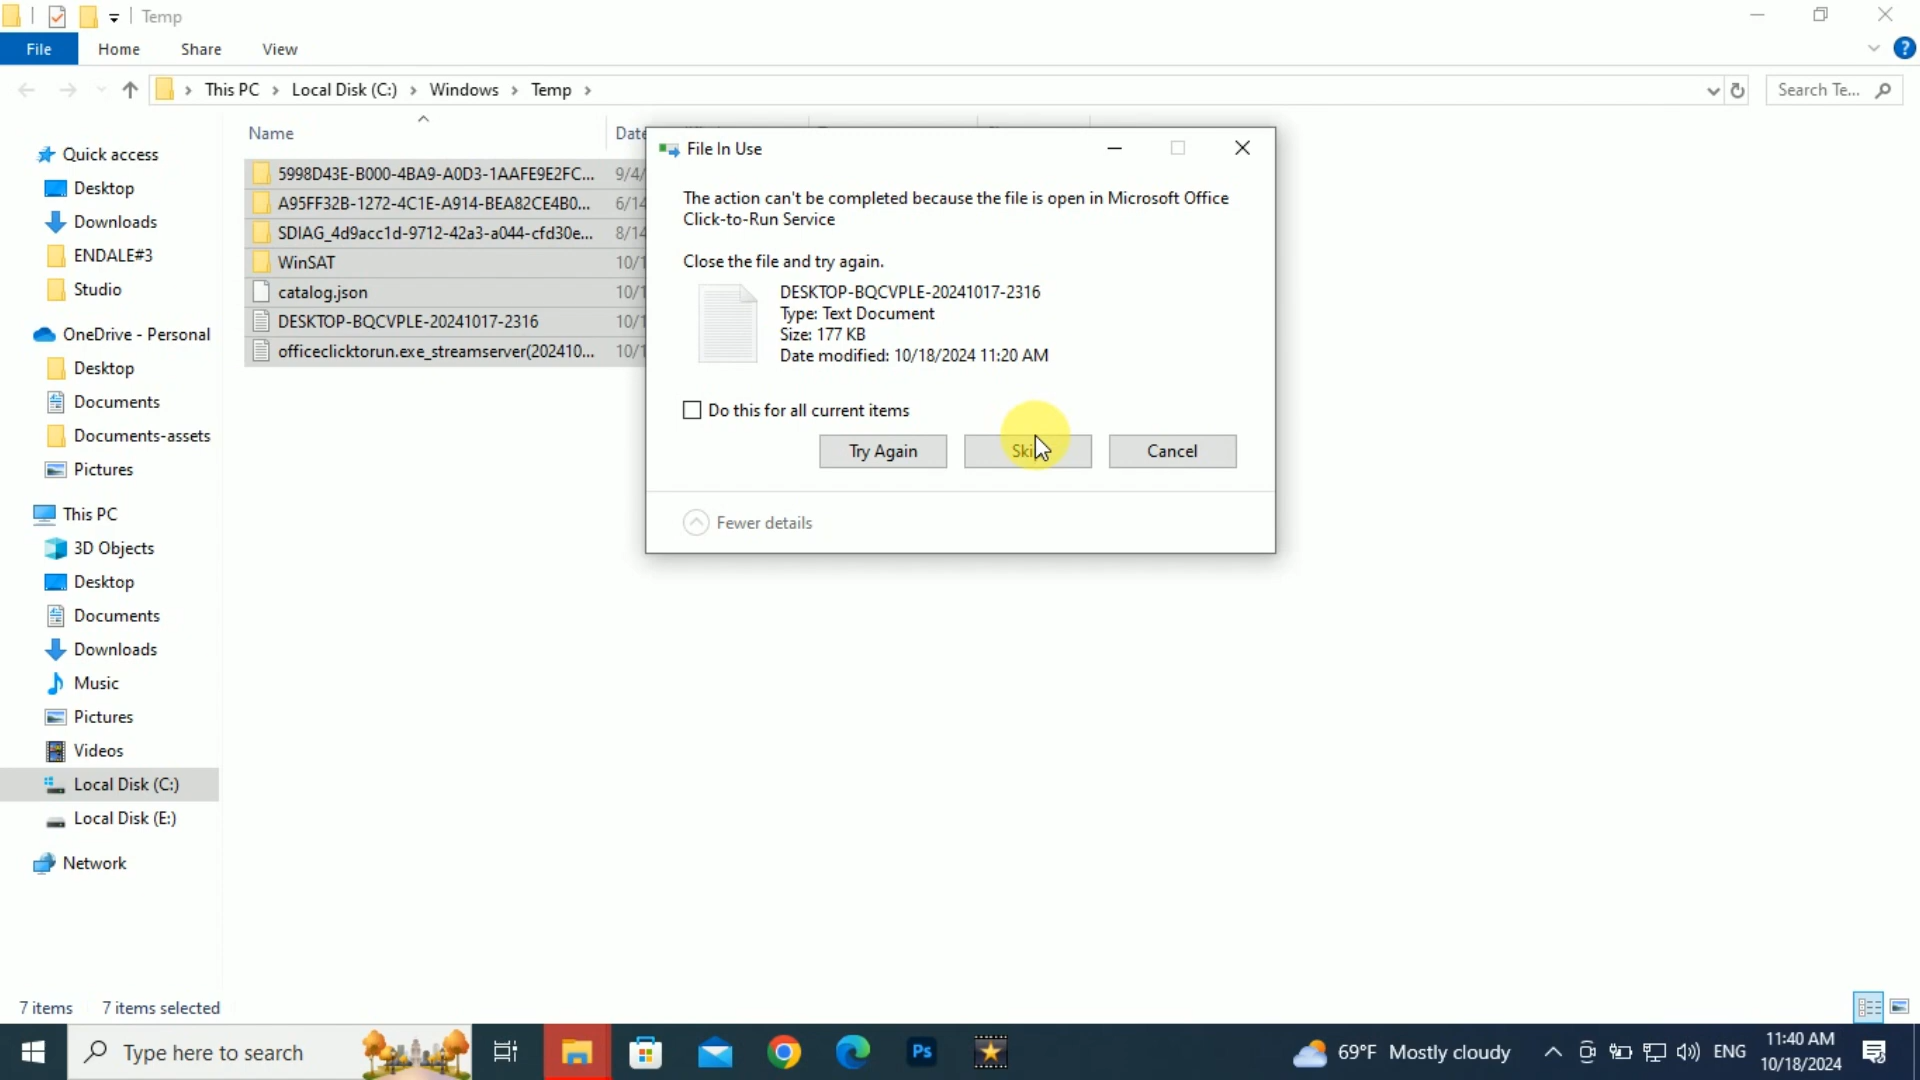 Temp
File Home Share View
This PC Local Disk (C:) Windows Temp
Search Te...
Name
Date
Quick access
Desktop
Downloads
ENDALE#3
Studio
OneDrive - Personal
Desktop
Documents
Documents-assets
Pictures
This PC
3D Objects
Desktop
Documents
Downloads
Music
Pictures
Videos
Local Disk (C:)
Local Disk (E:)
Network
5998D43E-B000-4BA9-A0D3-1AAFE9E2FC... 9/4/
A95FF32B-1272-4C1E-A914-BEA82CE4B0... 6/14
SDIAG_4d9acc1d-9712-42a3-a044-cfd30e... 8/14
WinSAT 10/1
catalog.json 10/1
DESKTOP-BQCVPLE-20241017-2316 10/1
officeclicktorun.exe_streamserver(202410... 10/1
File In Use
The action can't be completed because the file is open in Microsoft Office
Click-to-Run Service
Close the file and try again.
DESKTOP-BQCVPLE-20241017-2316
Type: Text Document
Size: 177 KB
Date modified: 10/18/2024 11:20 AM
Do this for all current items
Try Again Skip Cancel
Fewer details
7 items 7 items selected
Type here to search
Ps
69°F Mostly cloudy
ENG
11:40 AM
10/18/2024